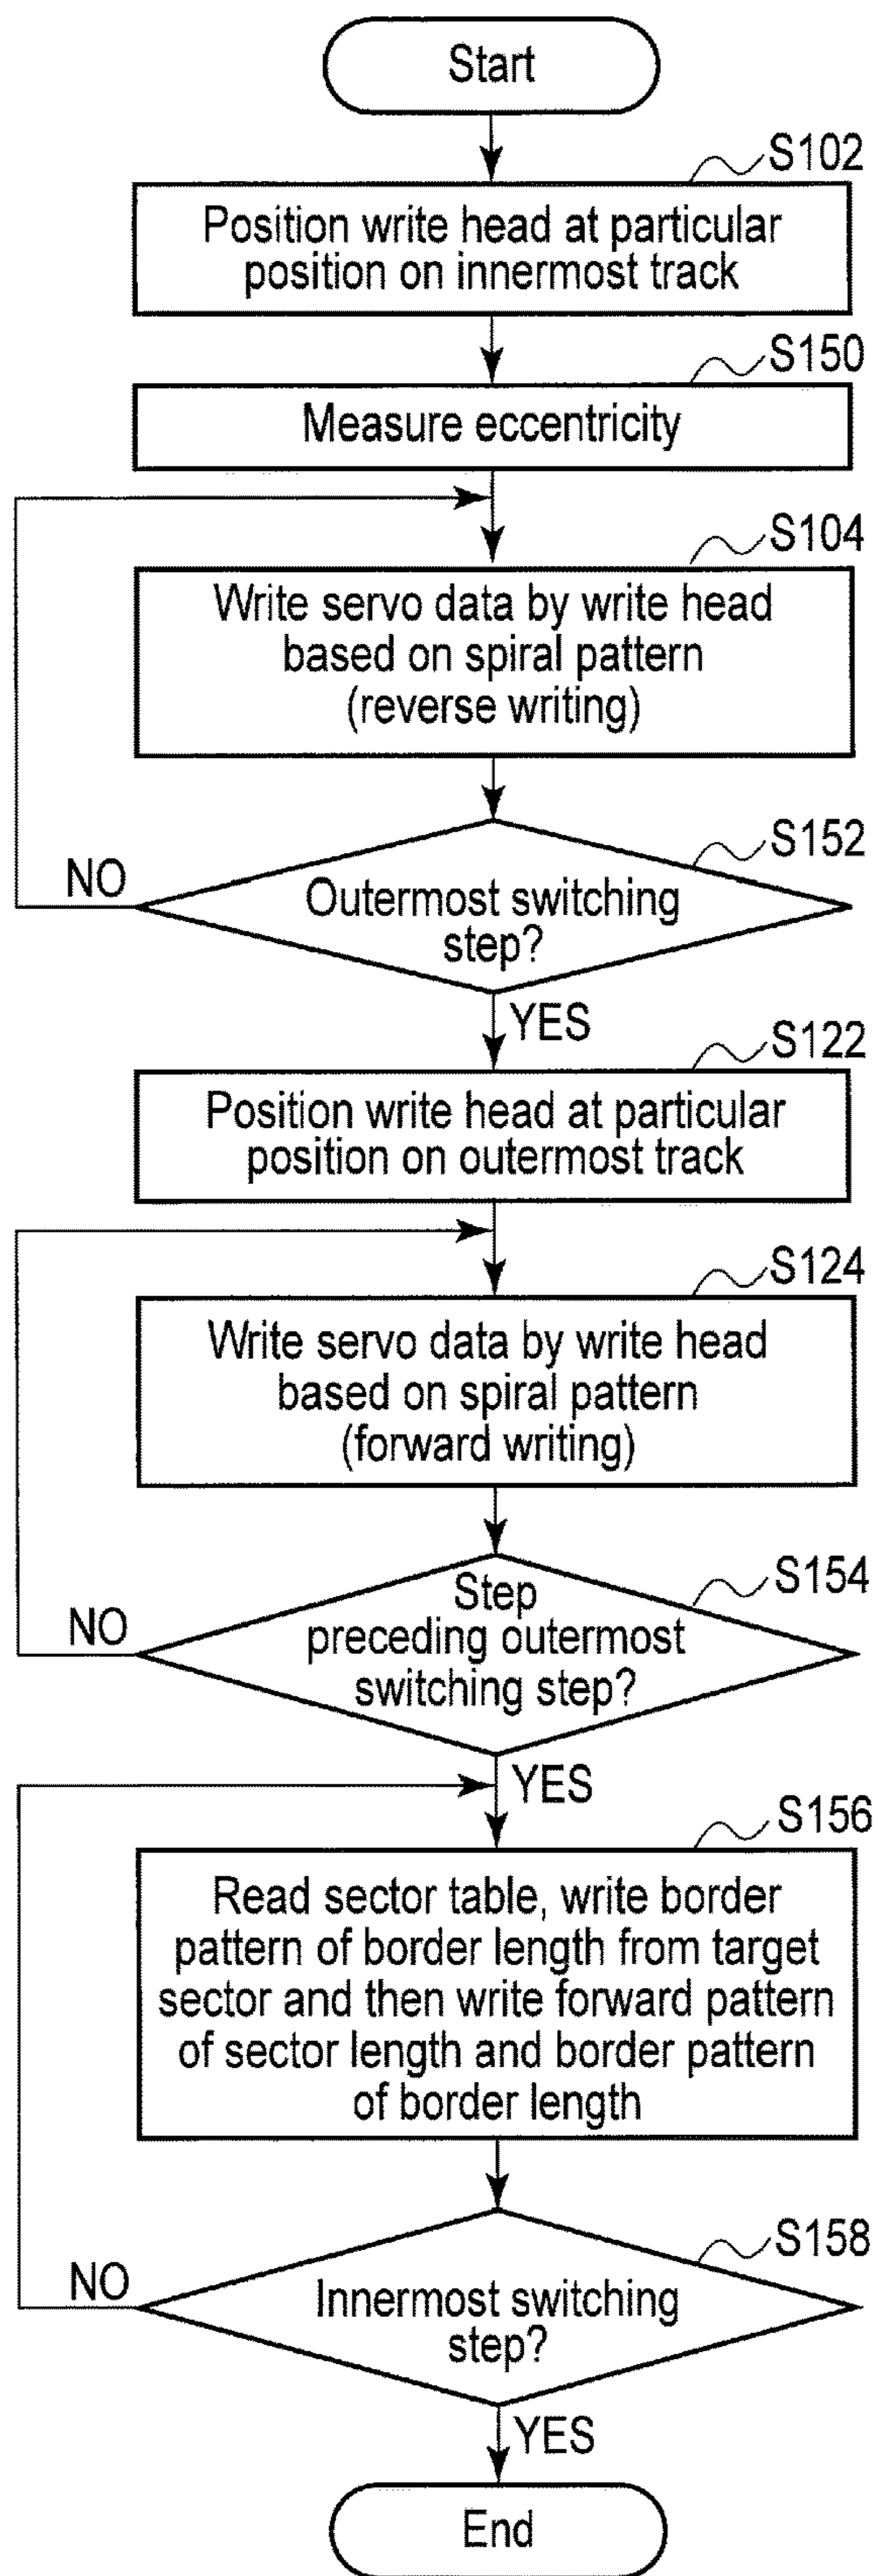 Start
S102
Position write head at particular
position on innermost track
S150
Measure eccentricity
S104
Write servo data by write head
based on spiral pattern
(reverse writing)
S152
NO
Outermost switching
step?
YES
S122
Position write head at particular
position on outermost track
S124
Write servo data by write head
based on spiral pattern
(forward writing)
S154
Step
NO
preceding outermost
switching step?
YES
S156
Read sector table, write border
pattern of border length from target
sector and then write forward pattern
of sector length and border pattern
of border length
S158
NO
Innermost switching
step?
YES
End